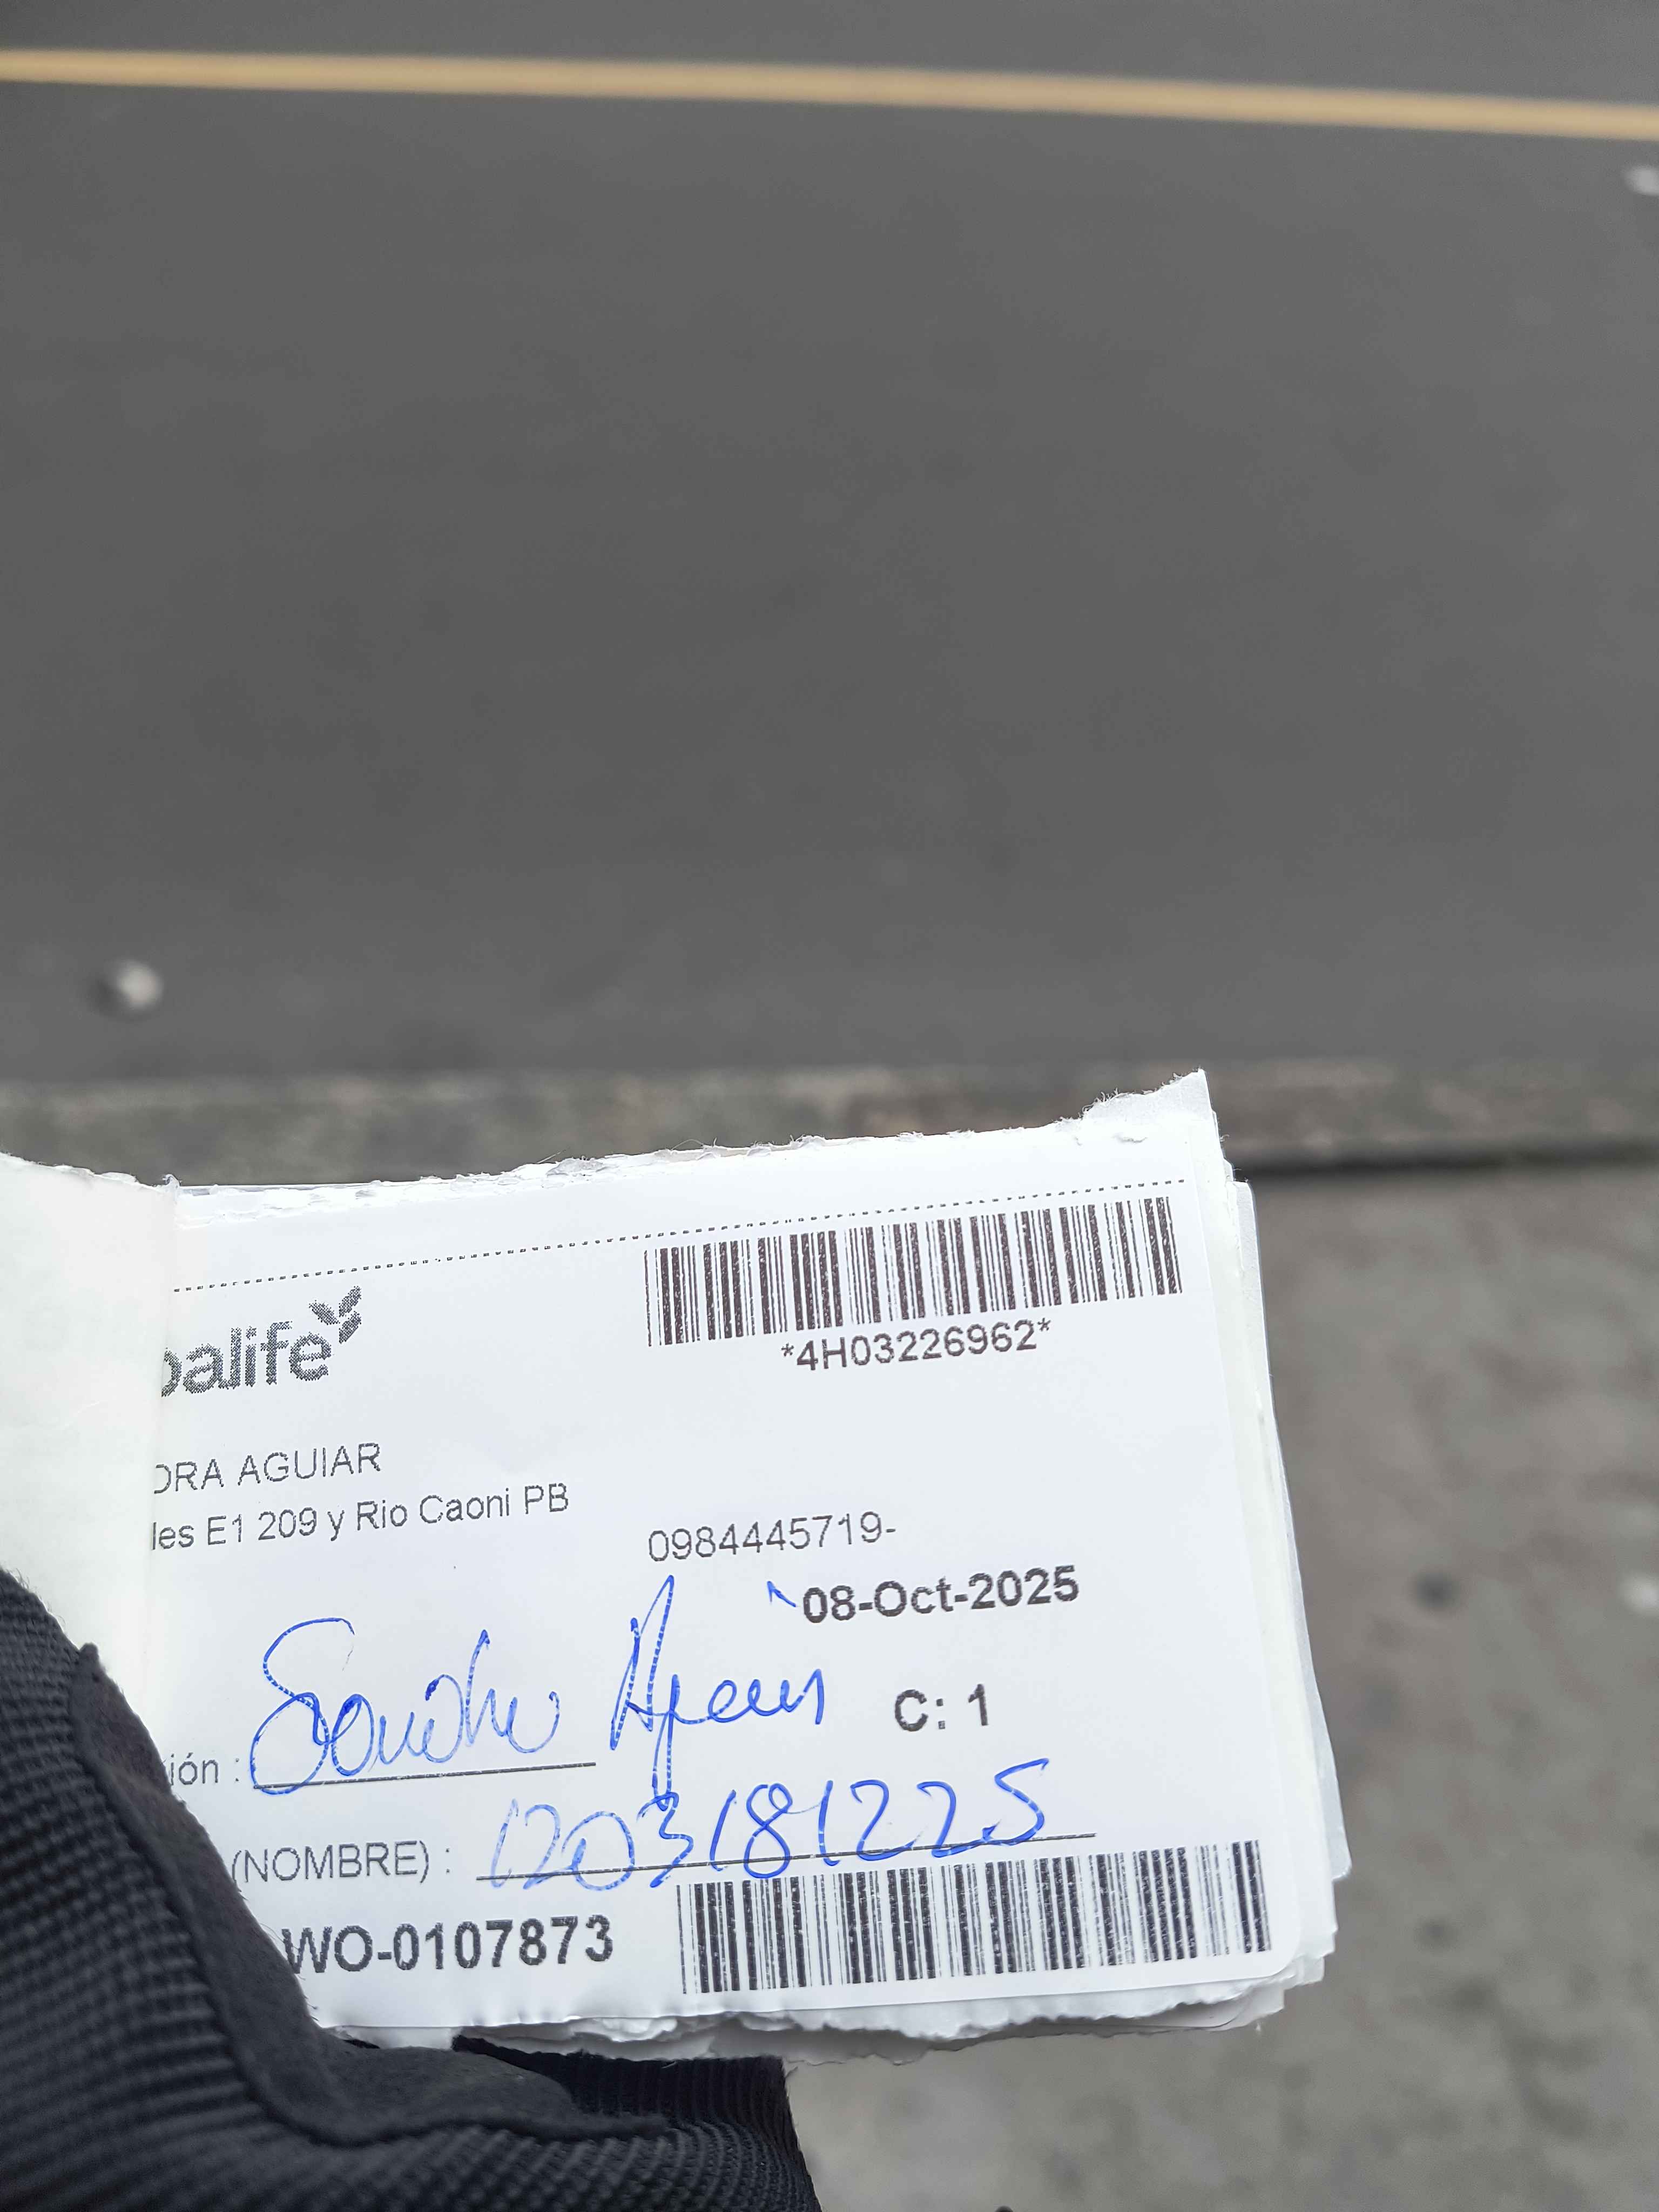 balife
*4H03226962*
DRA AGUIAR
les E1 209 y Rio Caoni PB
0984445719-
08-Oct-2025
C: 1
ión :
(NOMBRE) : 1203181225
WO-0107873